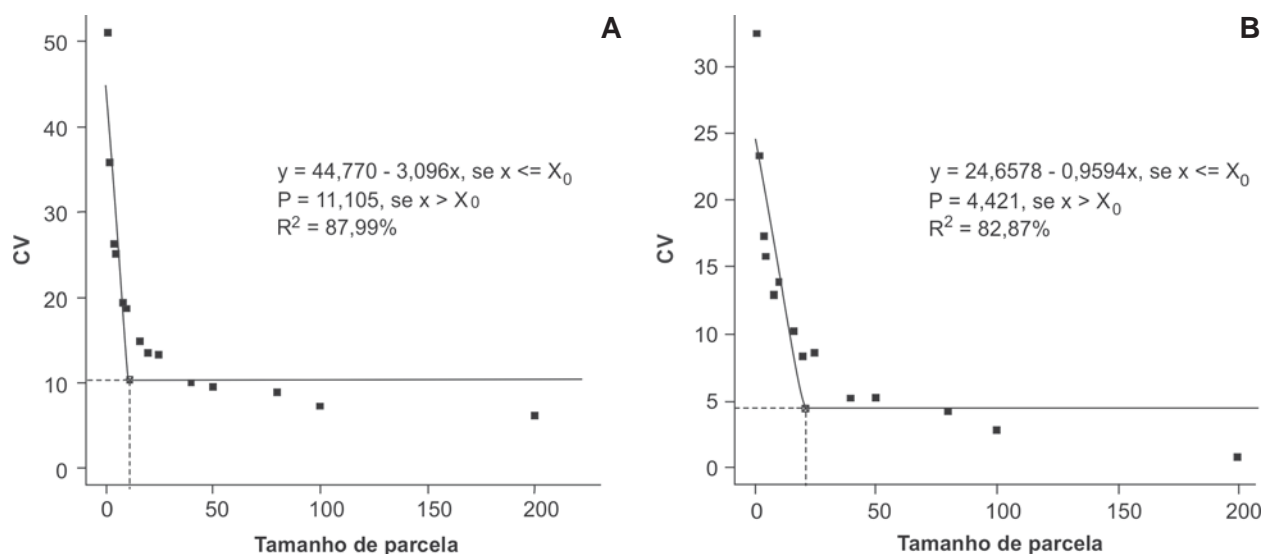 A
50
40
30
20
10
0
CV
y = 44,770 - 3,096x, se x <= X₀
P = 11,105, se x > X₀
R² = 87,99%
0 50 100 150 200
Tamanho de parcela
B
30
25
20
15
10
5
0
CV
y = 24,6578 - 0,9594x, se x <= X₀
P = 4,421, se x > X₀
R² = 82,87%
0 50 100 150 200
Tamanho de parcela